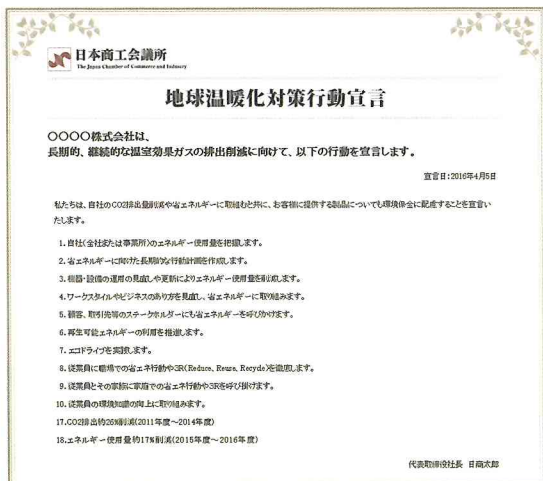 日本商工会議所
The Japan Chamber of Commerce and Industry
地球温暖化対策行動宣言
〇〇〇〇株式会社は、
長期的、継続的な温室効果ガスの排出削減に向けて、以下の行動を宣言します。
宣言日:2016年4月5日
私たちは、自社のCO2排出量削減や省エネルギーに取組むと共に、お客様に提供する製品についても環境保全に配慮することを宣言い
たします。
1.自社(全社または事業所)のエネルギー使用量を把握します。
2.省エネルギーに向けた長期的な行動計画を作成します。
3.機器・設備の運用の見直しや更新によりエネルギー使用量を削減します。
4.ワークスタイルやビジネスのあり方を見直し、省エネルギーに取り組みます。
5.顧客、取引先等のステークホルダーにも省エネルギーを呼びかけます。
6.再生可能エネルギーの利用を推進します。
7.エコドライブを実践します。
8.従業員に職場での省エネ行動や3R(Reduce、Reuse、Recycle)を徹底します。
9.従業員とその家族に家庭での省エネ行動や3Rを呼び掛けます。
10.従業員の環境知識の向上に取り組みます。
17.CO2排出約26%削減(2011年度～2014年度)
18.エネルギー使用量約17%削減(2015年度～2016年度)
代表取締役社長 日商太郎